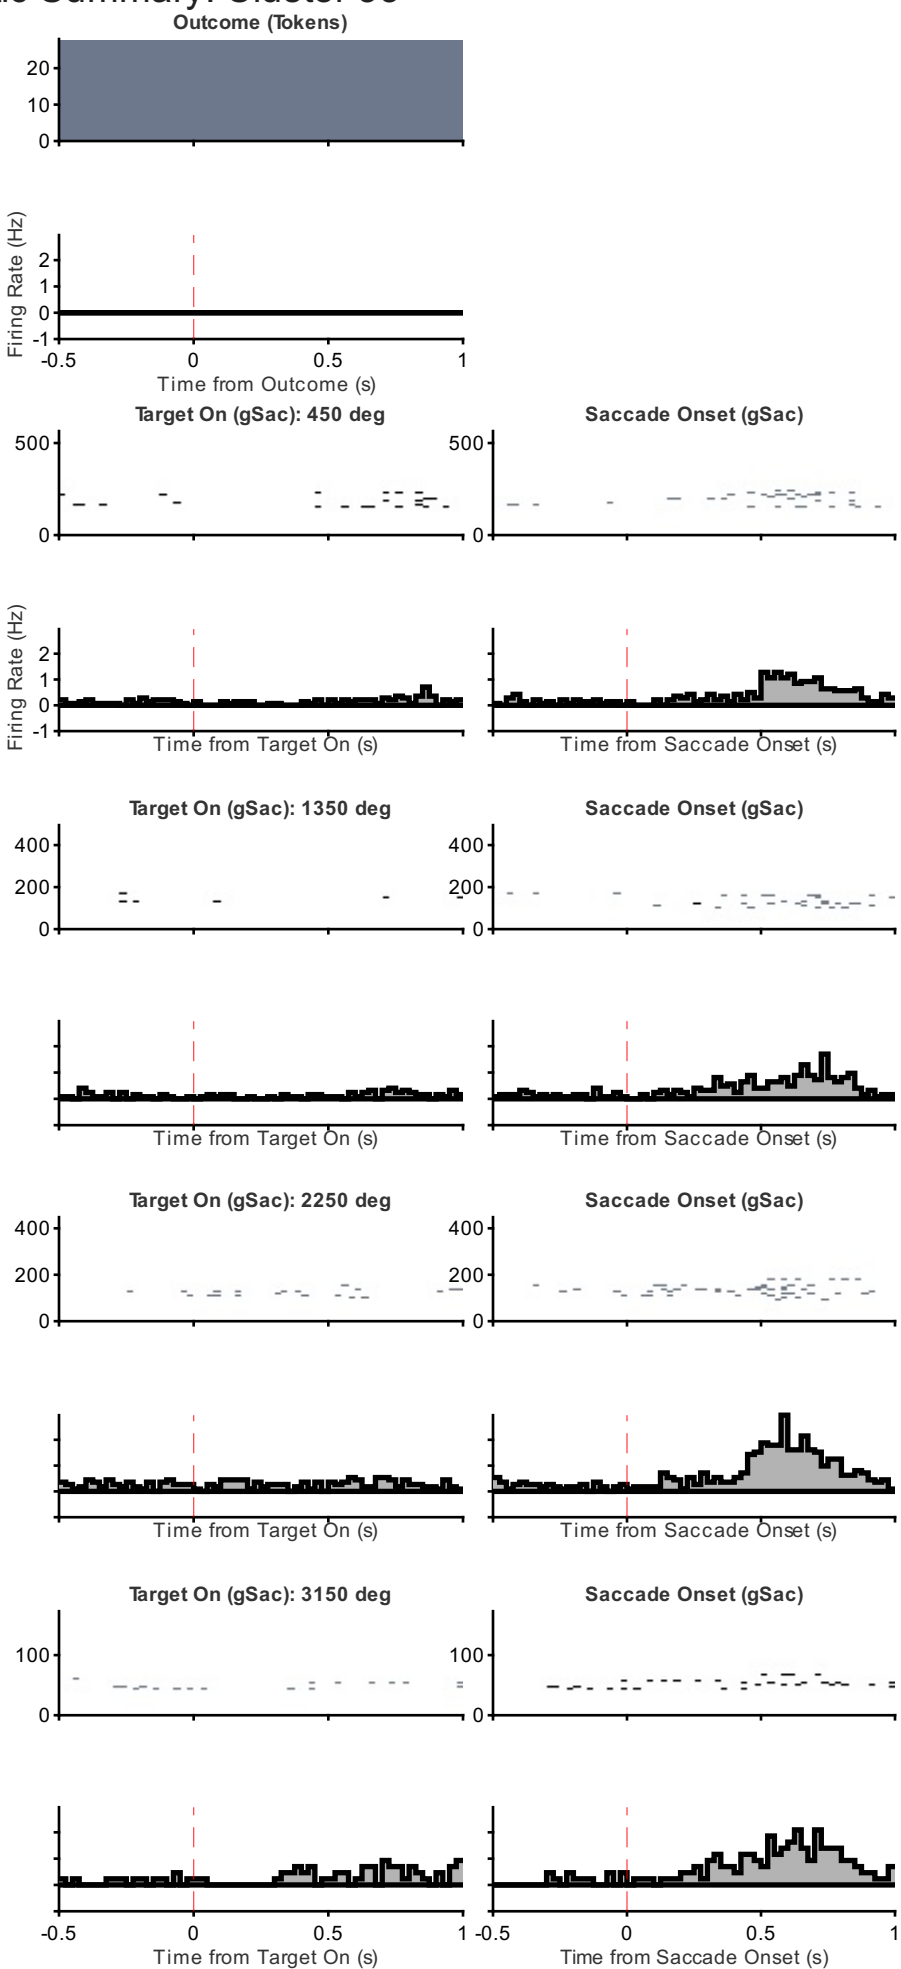 Summary: Cluster
Outcome (Tokens)
20
10
0
Firing Rate (Hz)
2
1
0
-1
-0.5 0 0.5 1
Time from Outcome (s)
Target On (gSac): 450 deg Saccade Onset (gSac)
500 500
0 0
Firing Rate (Hz)
2
1
0
-1
Time from Target On (s) Time from Saccade Onset (s)
Target On (gSac): 1350 deg Saccade Onset (gSac)
400 400
200 200
0 0
Time from Target On (s) Time from Saccade Onset (s)
Target On (gSac): 2250 deg Saccade Onset (gSac)
400 400
200 200
0 0
Time from Target On (s) Time from Saccade Onset (s)
Target On (gSac): 3150 deg Saccade Onset (gSac)
100 100
0 0
-0.5 0 0.5 1 -0.5 0 0.5 1
Time from Target On (s) Time from Saccade Onset (s)